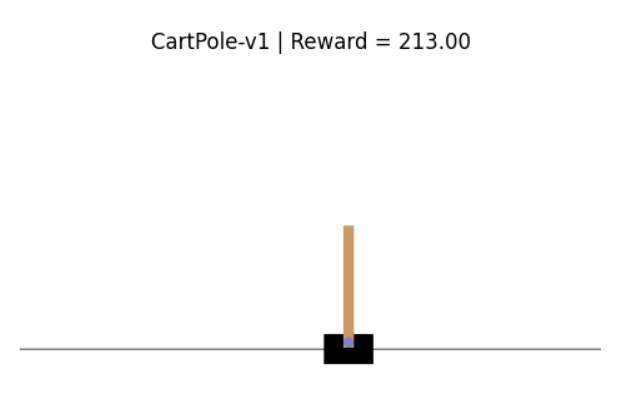 CartPole-v1 | Reward = 213.00